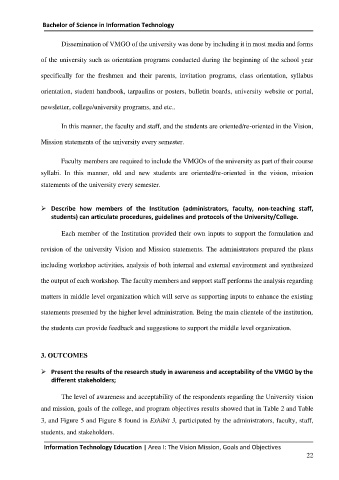 Bachelor of Science in Information Technology
Dissemination of VMGO of the university was done by including it in most media and forms
of the university such as orientation programs conducted during the beginning of the school year
specifically for the freshmen and their parents, invitation programs, class orientation, syllabus
orientation, student handbook, tarpaulins or posters, bulletin boards, university website or portal,
newsletter, college/university programs, and etc..
In this manner, the faculty and staff, and the students are oriented/re-oriented in the Vision,
Mission statements of the university every semester.
Faculty members are required to include the VMGOs of the university as part of their course
syllabi. In this manner, old and new students are oriented/re-oriented in the vision, mission
statements of the university every semester.
➢ Describe how members of the Institution (administrators, faculty, non-teaching staff,
students) can articulate procedures, guidelines and protocols of the University/College.
Each member of the Institution provided their own inputs to support the formulation and
revision of the university Vision and Mission statements. The administrators prepared the plans
including workshop activities, analysis of both internal and external environment and synthesized
the output of each workshop. The faculty members and support staff performs the analysis regarding
matters in middle level organization which will serve as supporting inputs to enhance the existing
statements presented by the higher level administration. Being the main clientele of the institution,
the students can provide feedback and suggestions to support the middle level organization.
3. OUTCOMES
➢ Present the results of the research study in awareness and acceptability of the VMGO by the
different stakeholders;
The level of awareness and acceptability of the respondents regarding the University vision
and mission, goals of the college, and program objectives results showed that in Table 2 and Table
3, and Figure 5 and Figure 8 found in Exhibit 3, participated by the administrators, faculty, staff,
students, and stakeholders.
Information Technology Education | Area I: The Vision Mission, Goals and Objectives
22